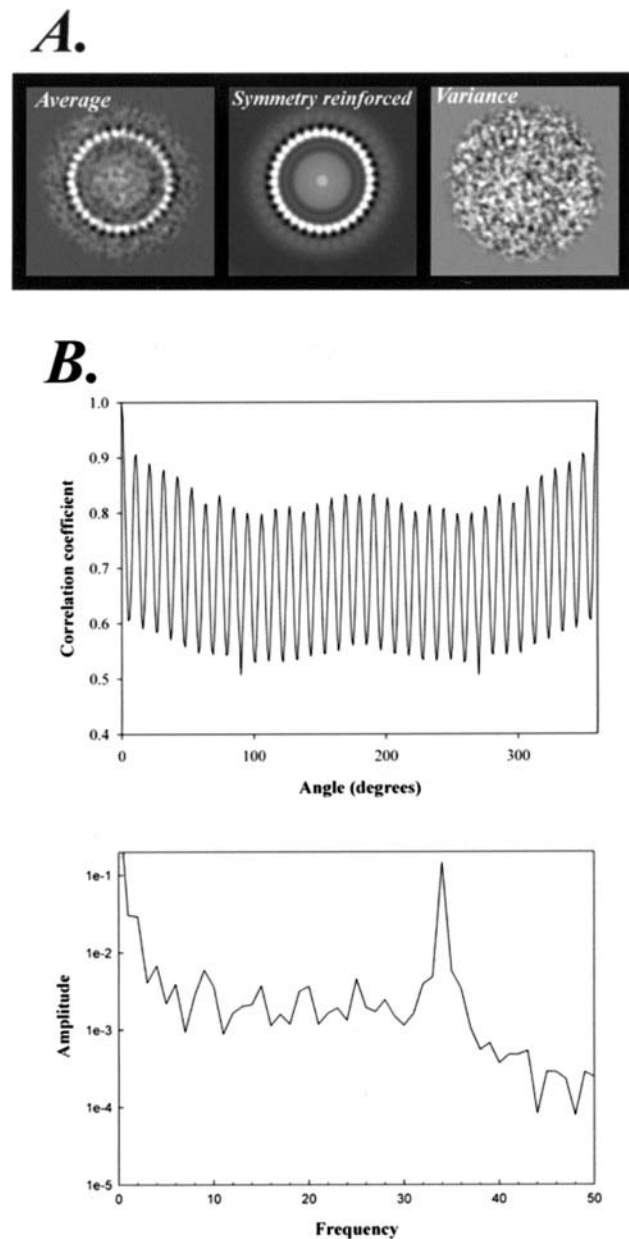 A.
Average
Symmetry reinforced
Variance
B.
1.0
0.9
0.8
0.7
0.6
0.5
0.4
Correlation coefficient
0
100
200
300
Angle (degrees)
1e-1
1e-2
1e-3
1e-4
1e-5
Amplitude
0
10
20
30
40
50
Frequency